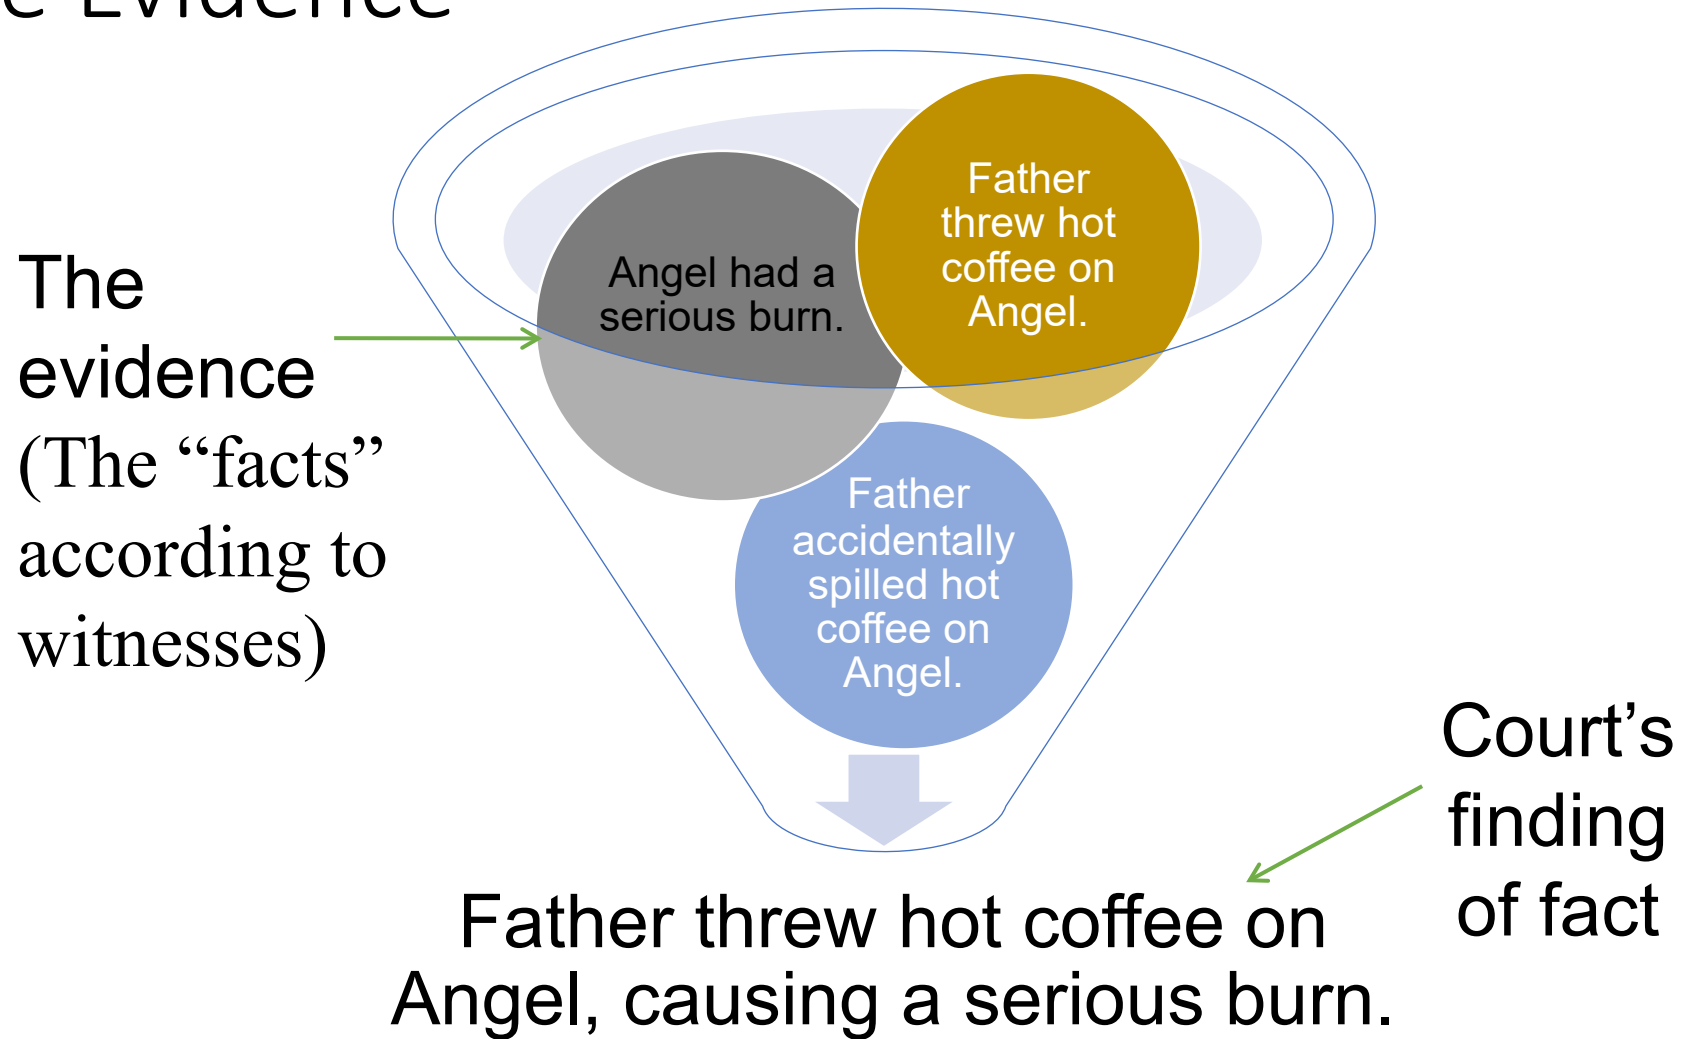 e Evidence
The
evidence
(The “facts”
according to
witnesses)
Angel had a
serious burn.
Father
threw hot
coffee on
Angel.
Father
accidentally
spilled hot
coffee on
Angel.
Court’s
finding
of fact
Father threw hot coffee on
Angel, causing a serious burn.